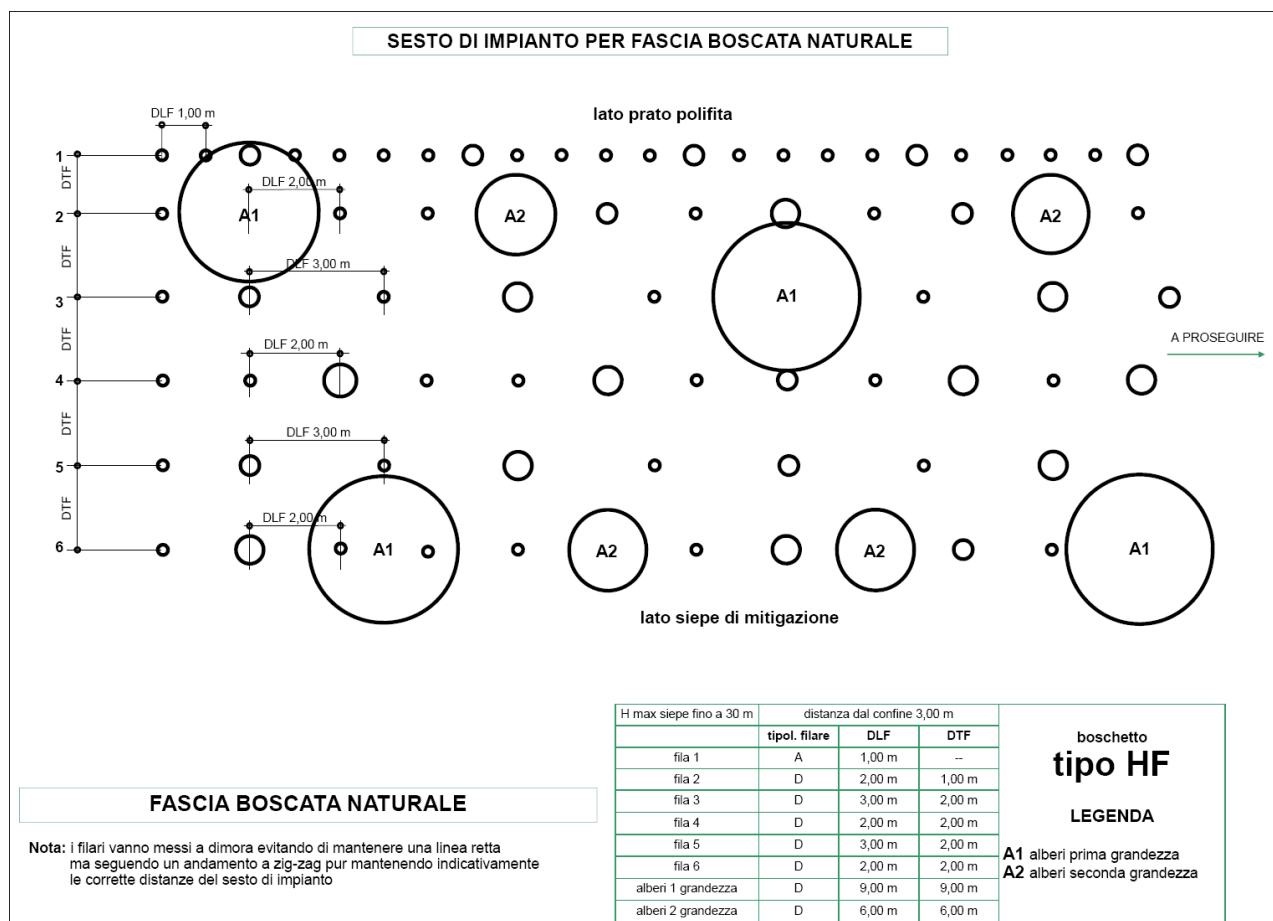 SESTO DI IMPIANTO PER FASCIA BOSCATA NATURALE
lato prato polifita
DLF 1,00 m
1
DTF
DLF 2,00 m
2
A1
A2
A2
DTF
DLF 3,00 m
3
A1
DTF
A PROSEGUIRE
DLF 2,00 m
4
DTF
DLF 3,00 m
5
DTF
DLF 2,00 m
6
A1
A2
A2
A1
lato siepe di mitigazione
H max siepe fino a 30 m distanza dal confine 3,00 m
tipol. filare DLF DTF
fila 1 A 1,00 m --
fila 2 D 2,00 m 1,00 m
fila 3 D 3,00 m 2,00 m
fila 4 D 2,00 m 2,00 m
fila 5 D 3,00 m 2,00 m
fila 6 D 2,00 m 2,00 m
alberi 1 grandezza D 9,00 m 9,00 m
alberi 2 grandezza D 6,00 m 6,00 m
boschetto
tipo HF
LEGENDA
A1 alberi prima grandezza
A2 alberi seconda grandezza
FASCIA BOSCATA NATURALE
Nota: i filari vanno messi a dimora evitando di mantenere una linea retta
ma seguendo un andamento a zig-zag pur mantenendo indicativamente
le corrette distanze del sesto di impianto